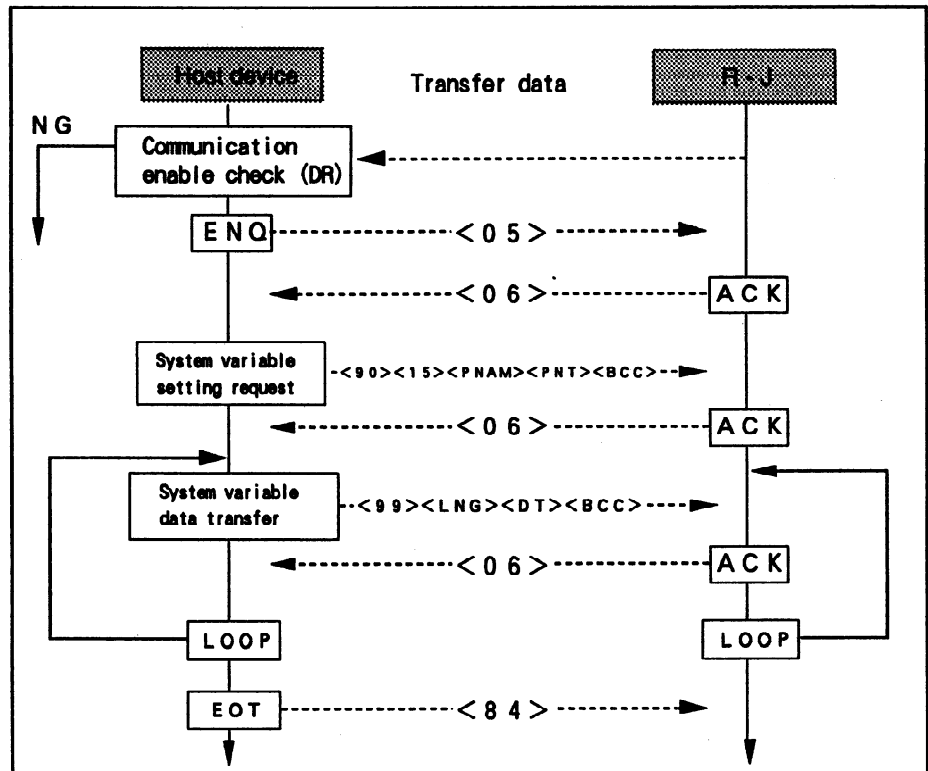 Host device
Transfer data
R-J
NG
Communication
enable check (DR)
ENQ
<05>
<06>
ACK
System variable
setting request
<90><15><PNAM><PNT><BCC>
<06>
ACK
System variable
data transfer
<99><LNG><DT><BCC>
<06>
ACK
LOOP
LOOP
EOT
<84>